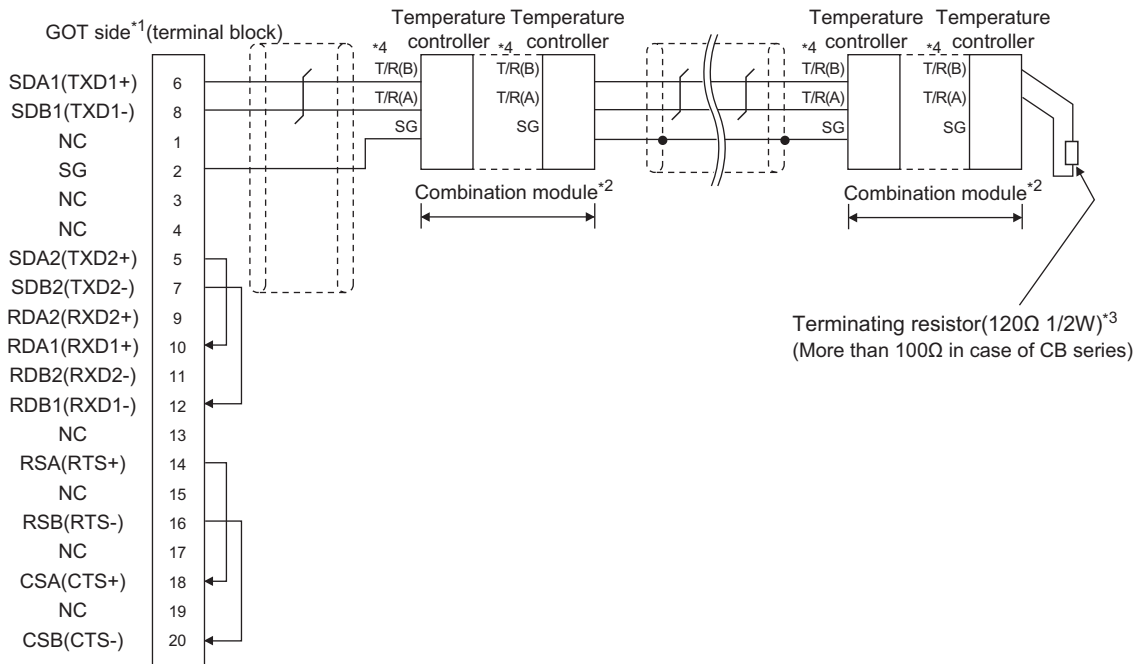 GOT side*1(terminal block)
SDA1(TXD1+) 6
SDB1(TXD1-) 8
NC 1
SG 2
NC 3
NC 4
SDA2(TXD2+) 5
SDB2(TXD2-) 7
RDA2(RXD2+) 9
RDA1(RXD1+) 10
RDB2(RXD2-) 11
RDB1(RXD1-) 12
NC 13
RSA(RTS+) 14
NC 15
RSB(RTS-) 16
NC 17
CSA(CTS+) 18
NC 19
CSB(CTS-) 20
Temperature controller
*4
T/R(B)
T/R(A)
SG
Temperature controller
*4
T/R(B)
T/R(A)
SG
Combination module*2
Temperature controller
*4
T/R(B)
T/R(A)
SG
Temperature controller
*4
T/R(B)
T/R(A)
SG
Combination module*2
Terminating resistor(120Ω 1/2W)*3
(More than 100Ω in case of CB series)